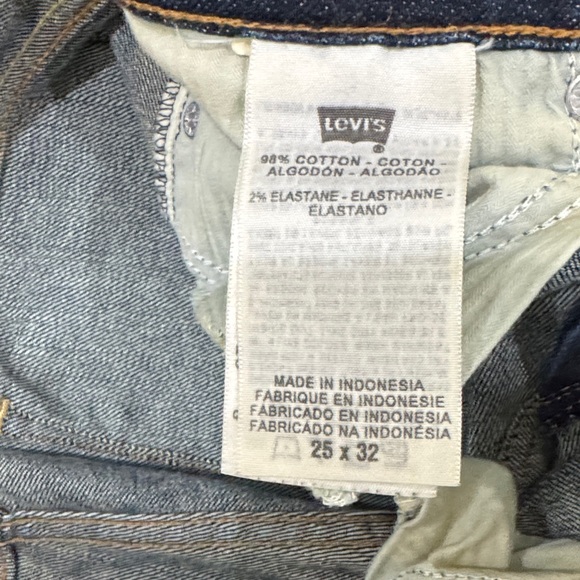 LEVI'S
®
98% COTTON - COTON -
ALGODÓN - ALGODÃO
2% ELASTANE - ELASTHANNE -
ELASTANO
MADE IN INDONESIA
FABRIQUE EN INDONESIE
FABRICADO EN INDONESIA
FABRICADO NA INDONÉSIA
25 x 32